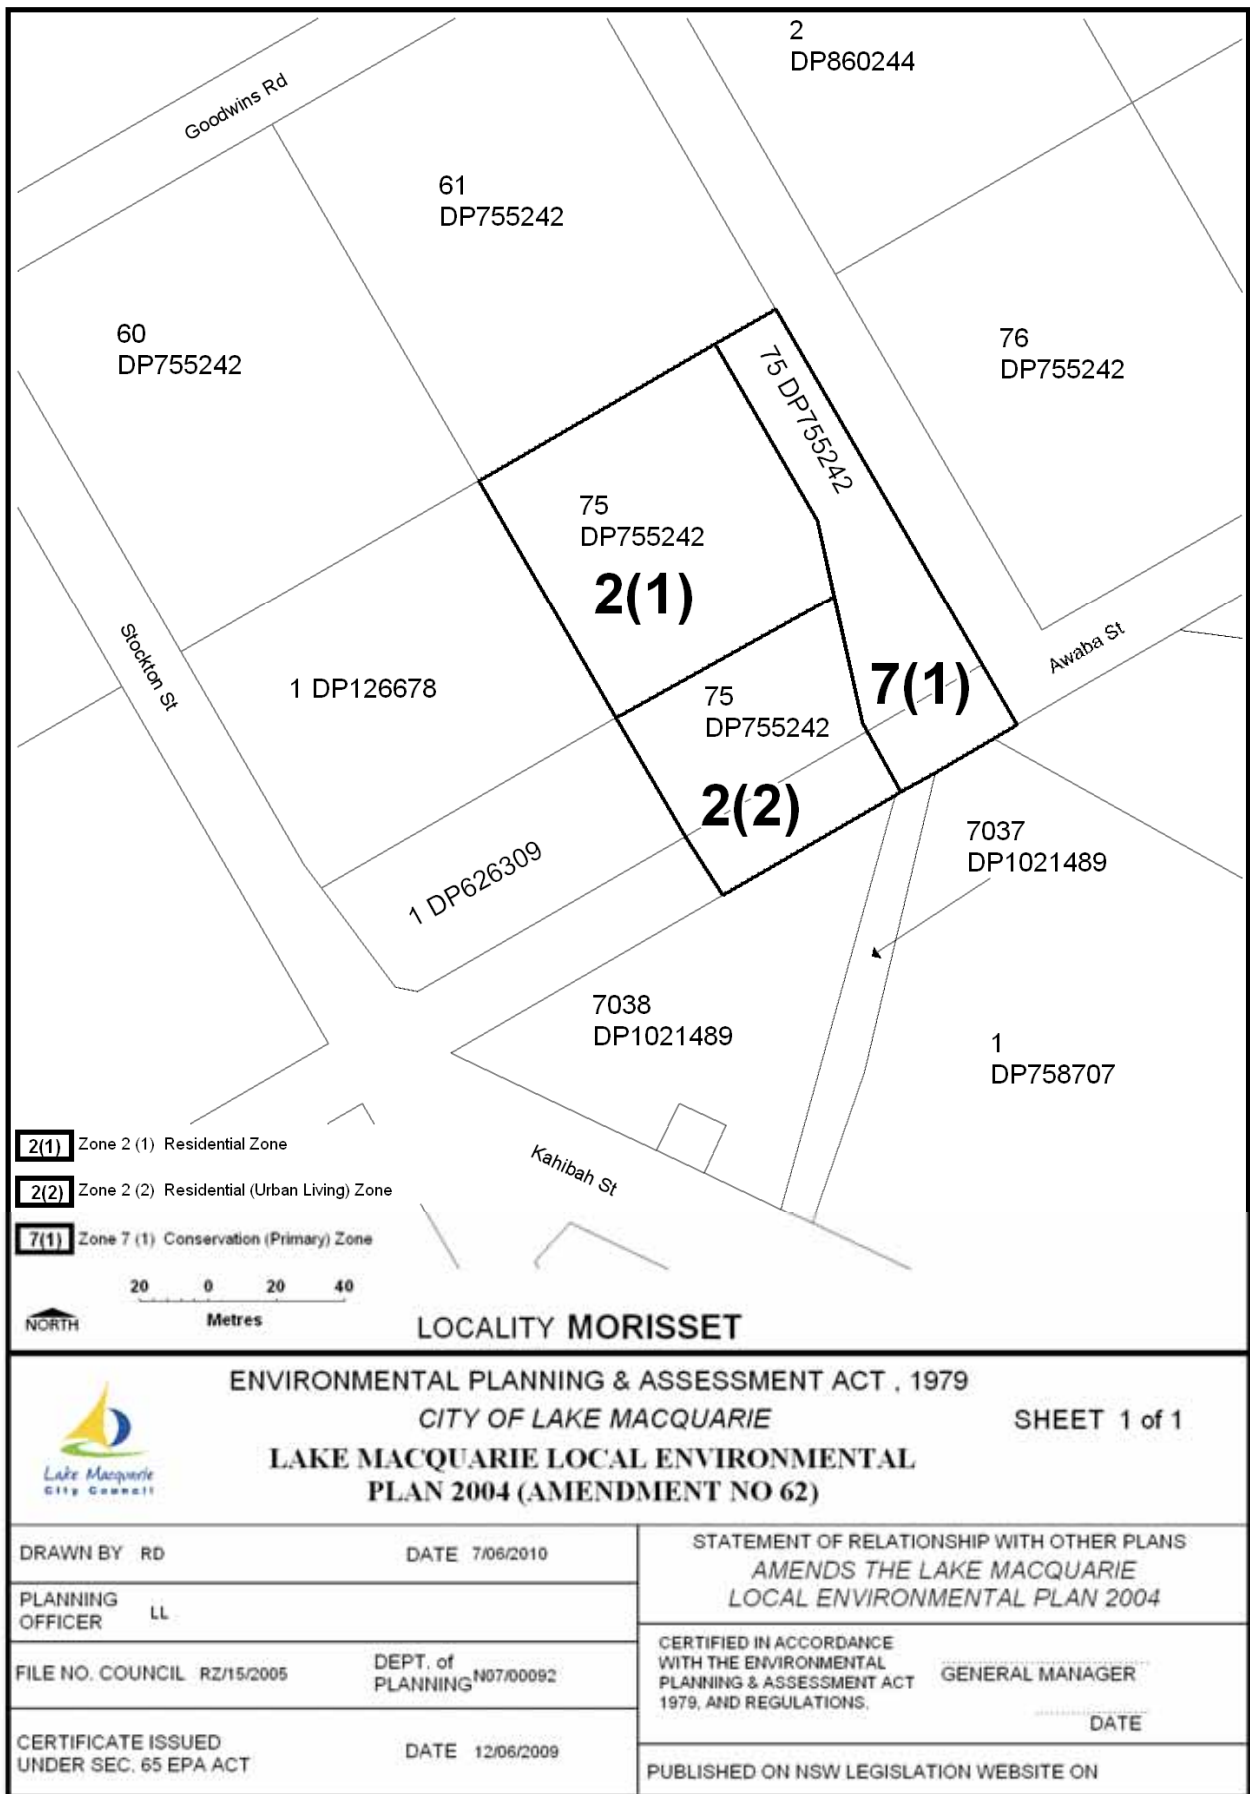 2
DP860244
Goodwins Rd
61
DP755242
60
DP755242
76
DP755242
75 DP755242
75
DP755242
2(1)
Stockton St
1 DP126678
75
DP755242
7(1)
Awaba St
2(2)
1 DP626309
7037
DP1021489
7038
DP1021489
1
DP758707
Kahibah St
2(1) Zone 2 (1) Residential Zone
2(2) Zone 2 (2) Residential (Urban Living) Zone
7(1) Zone 7 (1) Conservation (Primary) Zone
20 0 20 40
Metres
NORTH
LOCALITY MORISSET
Lake Macquarie
City Council
ENVIRONMENTAL PLANNING & ASSESSMENT ACT , 1979
CITY OF LAKE MACQUARIE
SHEET 1 of 1
LAKE MACQUARIE LOCAL ENVIRONMENTAL
PLAN 2004 (AMENDMENT NO 62)
DRAWN BY RD DATE 7/06/2010
PLANNING
OFFICER LL
FILE NO. COUNCIL RZ/15/2005
DEPT. of
PLANNING N07/00092
CERTIFICATE ISSUED
UNDER SEC. 65 EPA ACT
DATE 12/06/2009
STATEMENT OF RELATIONSHIP WITH OTHER PLANS
AMENDS THE LAKE MACQUARIE
LOCAL ENVIRONMENTAL PLAN 2004
CERTIFIED IN ACCORDANCE
WITH THE ENVIRONMENTAL
PLANNING & ASSESSMENT ACT
1979, AND REGULATIONS.
GENERAL MANAGER
DATE
PUBLISHED ON NSW LEGISLATION WEBSITE ON